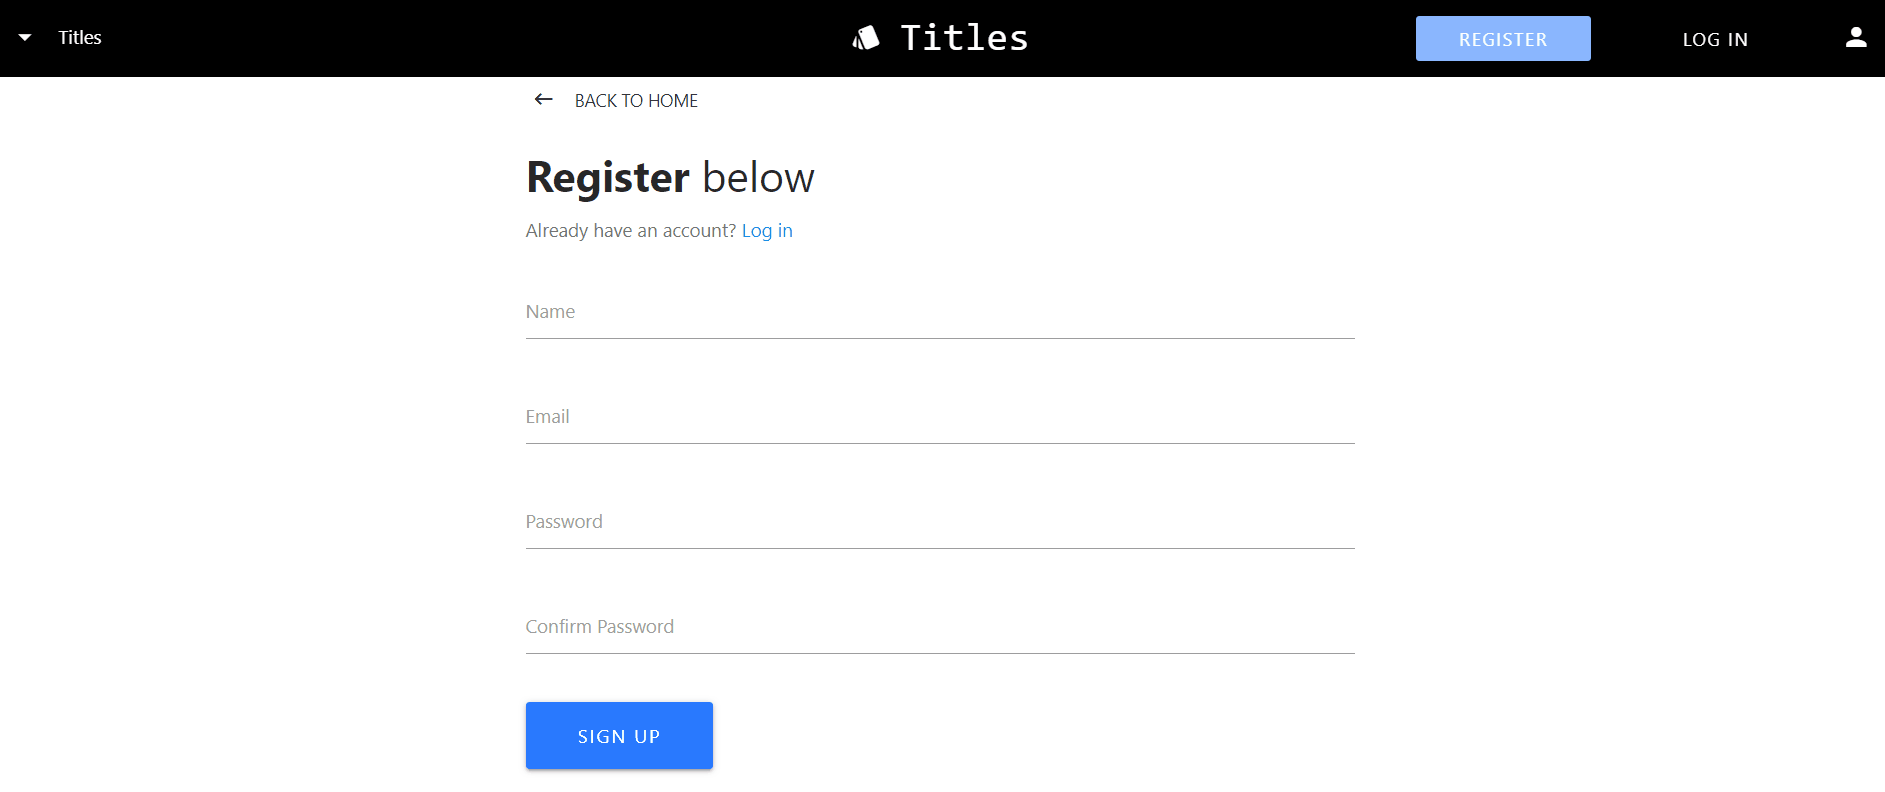 Titles
Titles
REGISTER
LOG IN
BACK TO HOME
Register below
Already have an account? Log in
Name
Email
Password
Confirm Password
SIGN UP